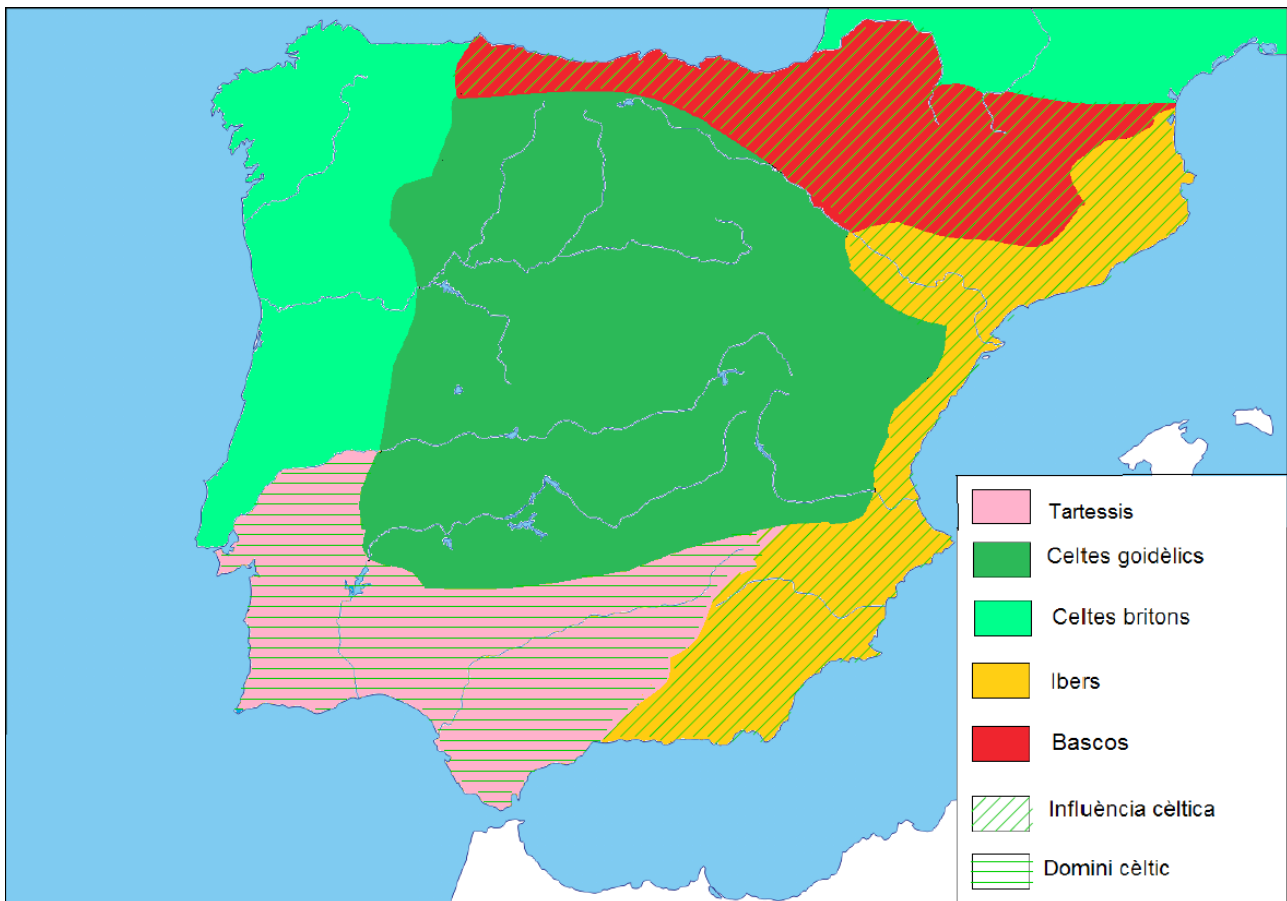 Tartessis
Celtes goidèlics
Celtes britons
Ibers
Bascos
Influència cèltica
Domini cèltic